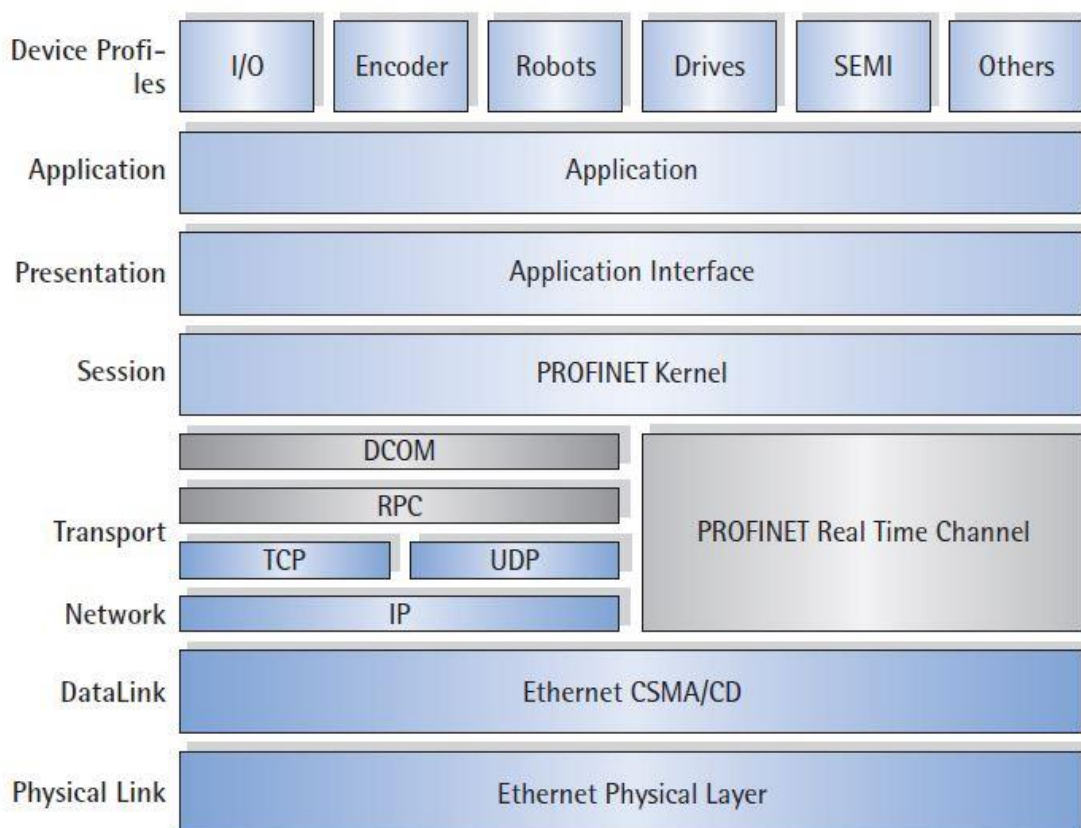 Device Profi-
les
I/O
Encoder
Robots
Drives
SEMI
Others
Application
Application
Presentation
Application Interface
Session
PROFINET Kernel
Transport
DCOM
RPC
TCP
UDP
PROFINET Real Time Channel
Network
IP
DataLink
Ethernet CSMA/CD
Physical Link
Ethernet Physical Layer